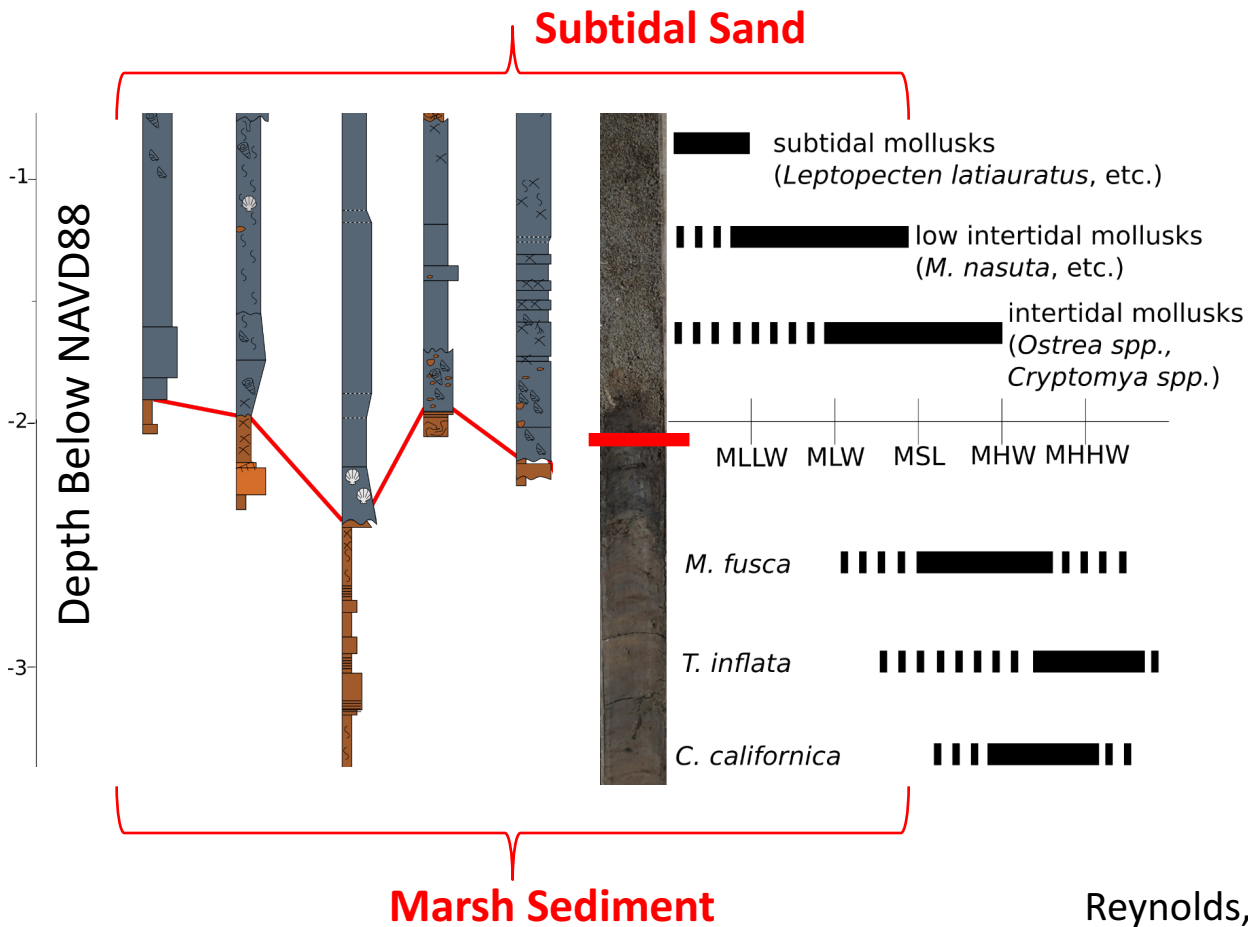 Subtidal Sand
Depth Below NAVD88
-1
-2
-3
subtidal mollusks
(Leptopecten latiauratus, etc.)
low intertidal mollusks
(M. nasuta, etc.)
intertidal mollusks
(Ostrea spp.,
Cryptomya spp.)
MLLW MLW MSL MHW MHHW
M. fusca
T. inflata
C. californica
Marsh Sediment
Reynolds,